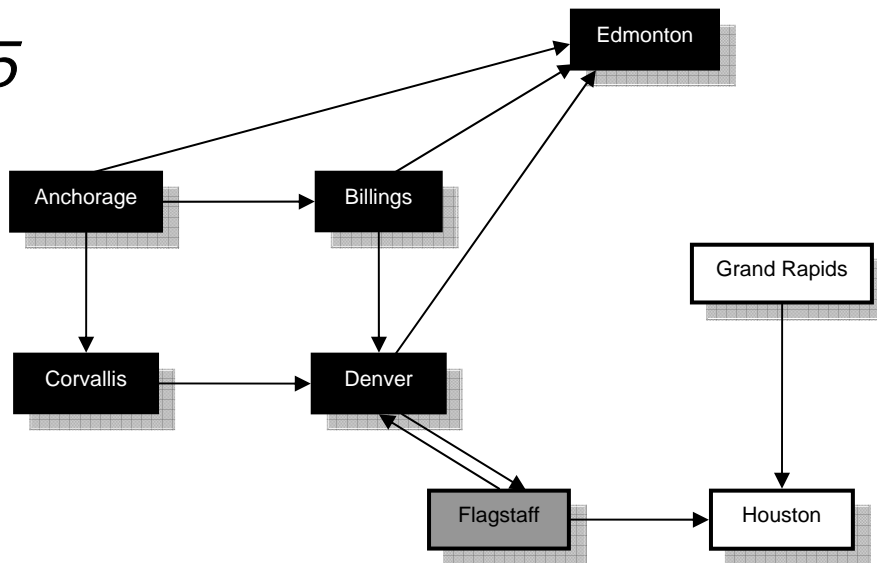 Edmonton
Anchorage
Billings
Grand Rapids
Corvallis
Denver
Flagstaff
Houston